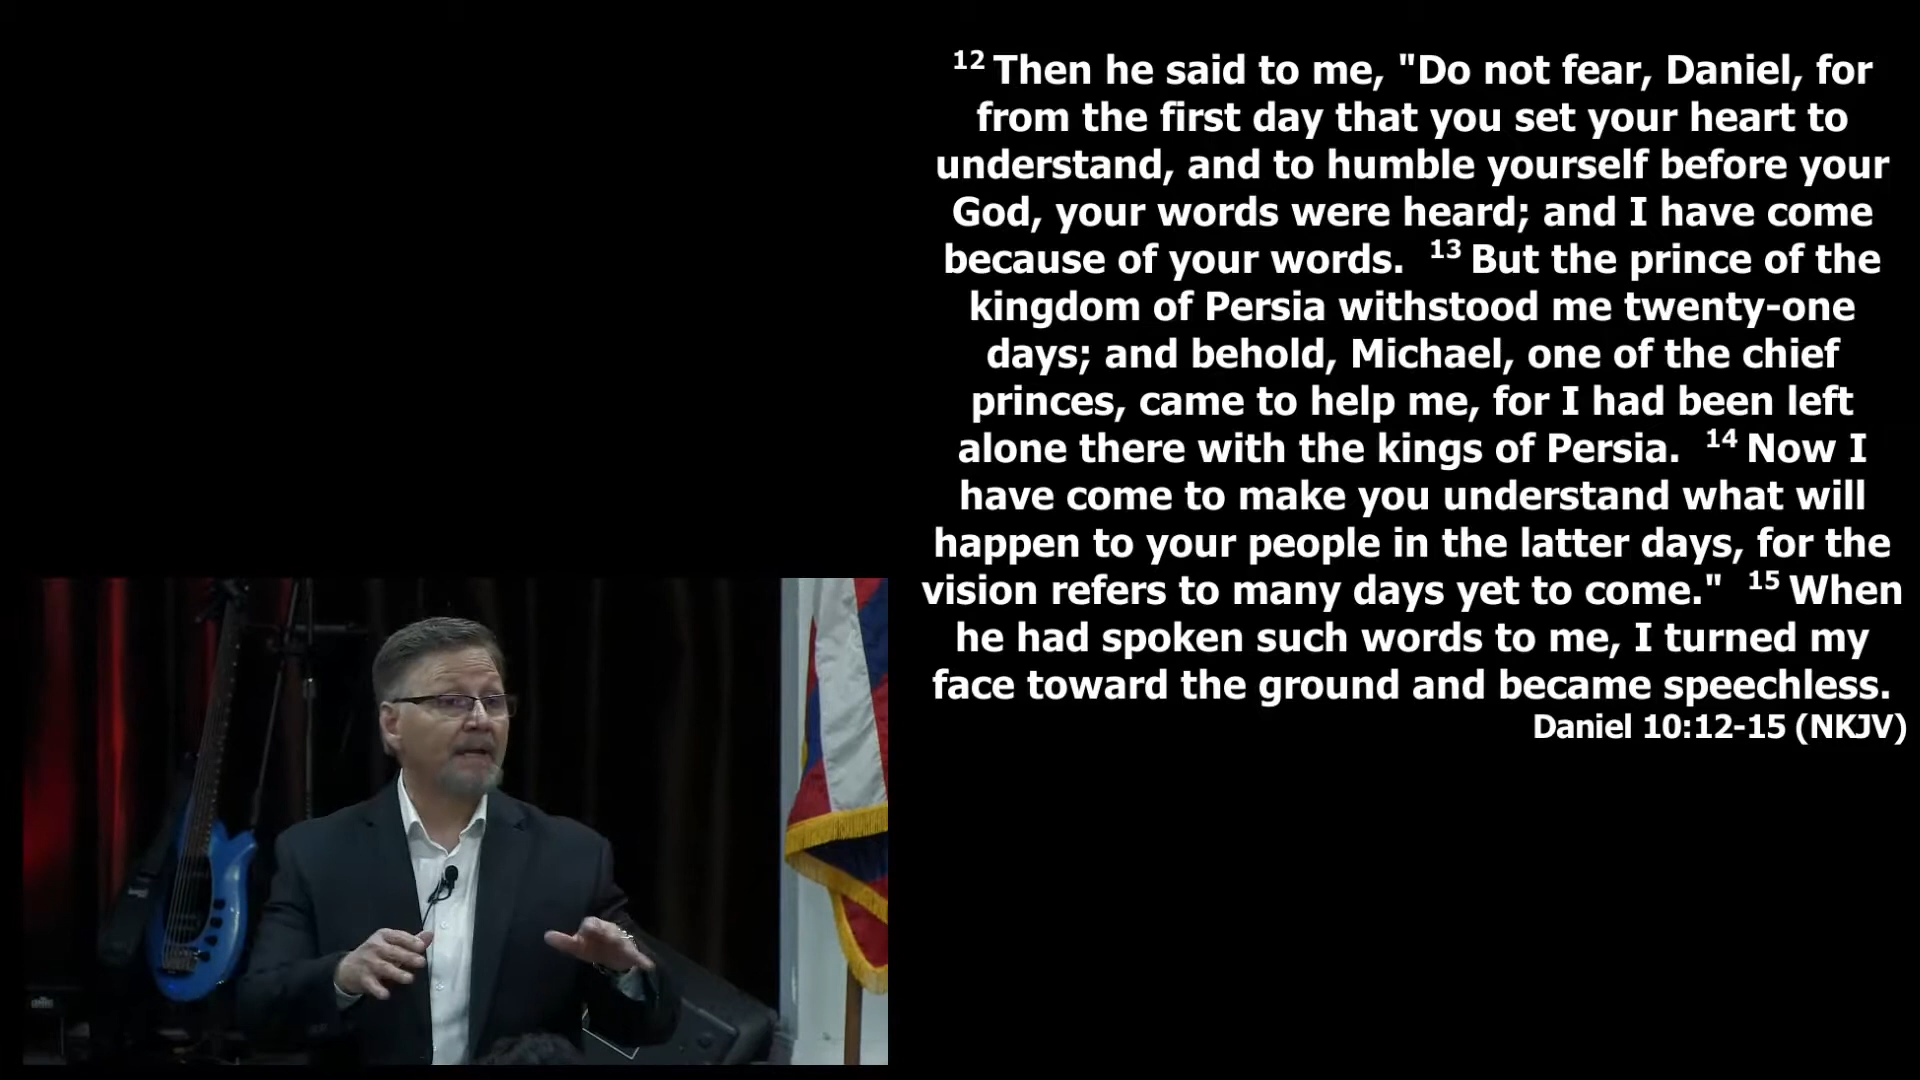 12 Then he said to me, "Do not fear, Daniel, for
from the first day that you set your heart to
understand, and to humble yourself before your
God, your words were heard; and I have come
because of your words. 13 But the prince of the
kingdom of Persia withstood me twenty-one
days; and behold, Michael, one of the chief
princes, came to help me, for I had been left
alone there with the kings of Persia. 14 Now I
have come to make you understand what will
happen to your people in the latter days, for the
vision refers to many days yet to come." 15 When
he had spoken such words to me, I turned my
face toward the ground and became speechless.
Daniel 10:12-15 (NKJV)